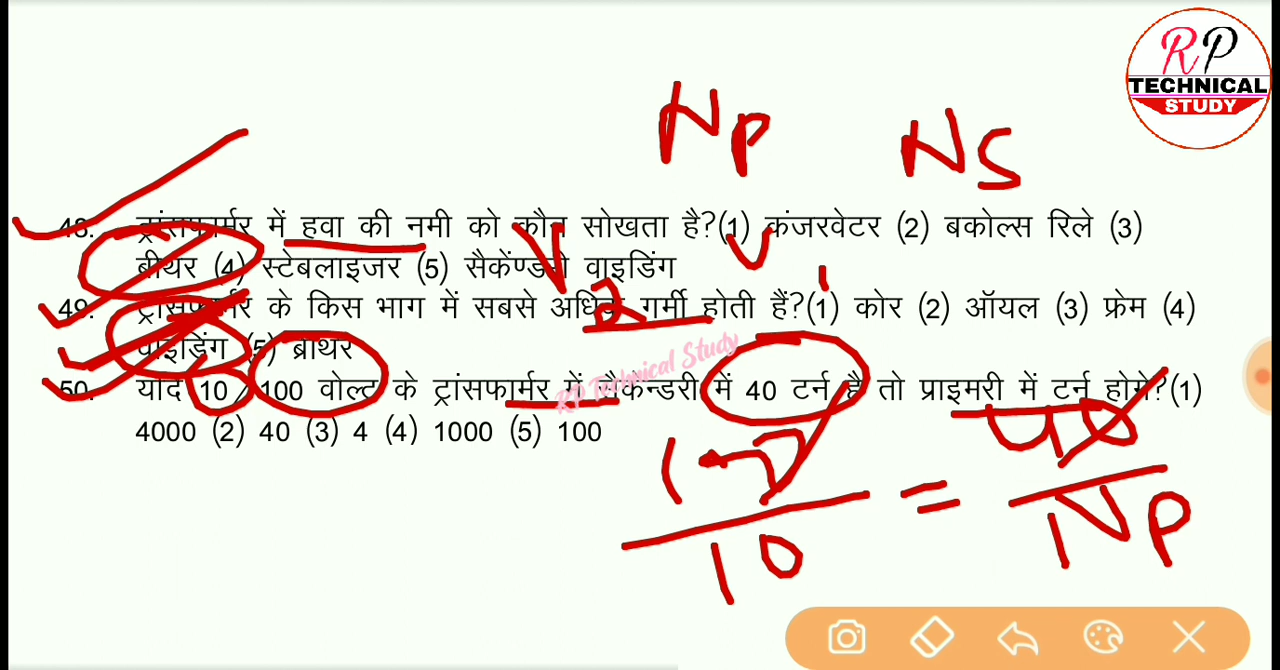 RP
TECHNICAL
STUDY
NP NS
48. ट्रांसफार्मर में हवा की नमी को कौन सोखता है?(1) कंजरवेटर (2) बकोल्स रिले (3)
ब्रीथर (4) स्टेबलाइजर (5) सैकेंण्डरी वाइडिंग
49. ट्रांसफार्मर के किस भाग में सबसे अधिक गर्मी होती हैं?(1) कोर (2) ऑयल (3) फ्रेम (4)
वाइडिंग (5) ब्रीथर
50. यदि 10/100 वोल्ट के ट्रांसफार्मर में सैकेन्डरी में 40 टर्न है तो प्राइमरी में टर्न होगे?(1)
4000 (2) 40 (3) 4 (4) 1000 (5) 100
RP Technical Study
100 = 40
10 NP